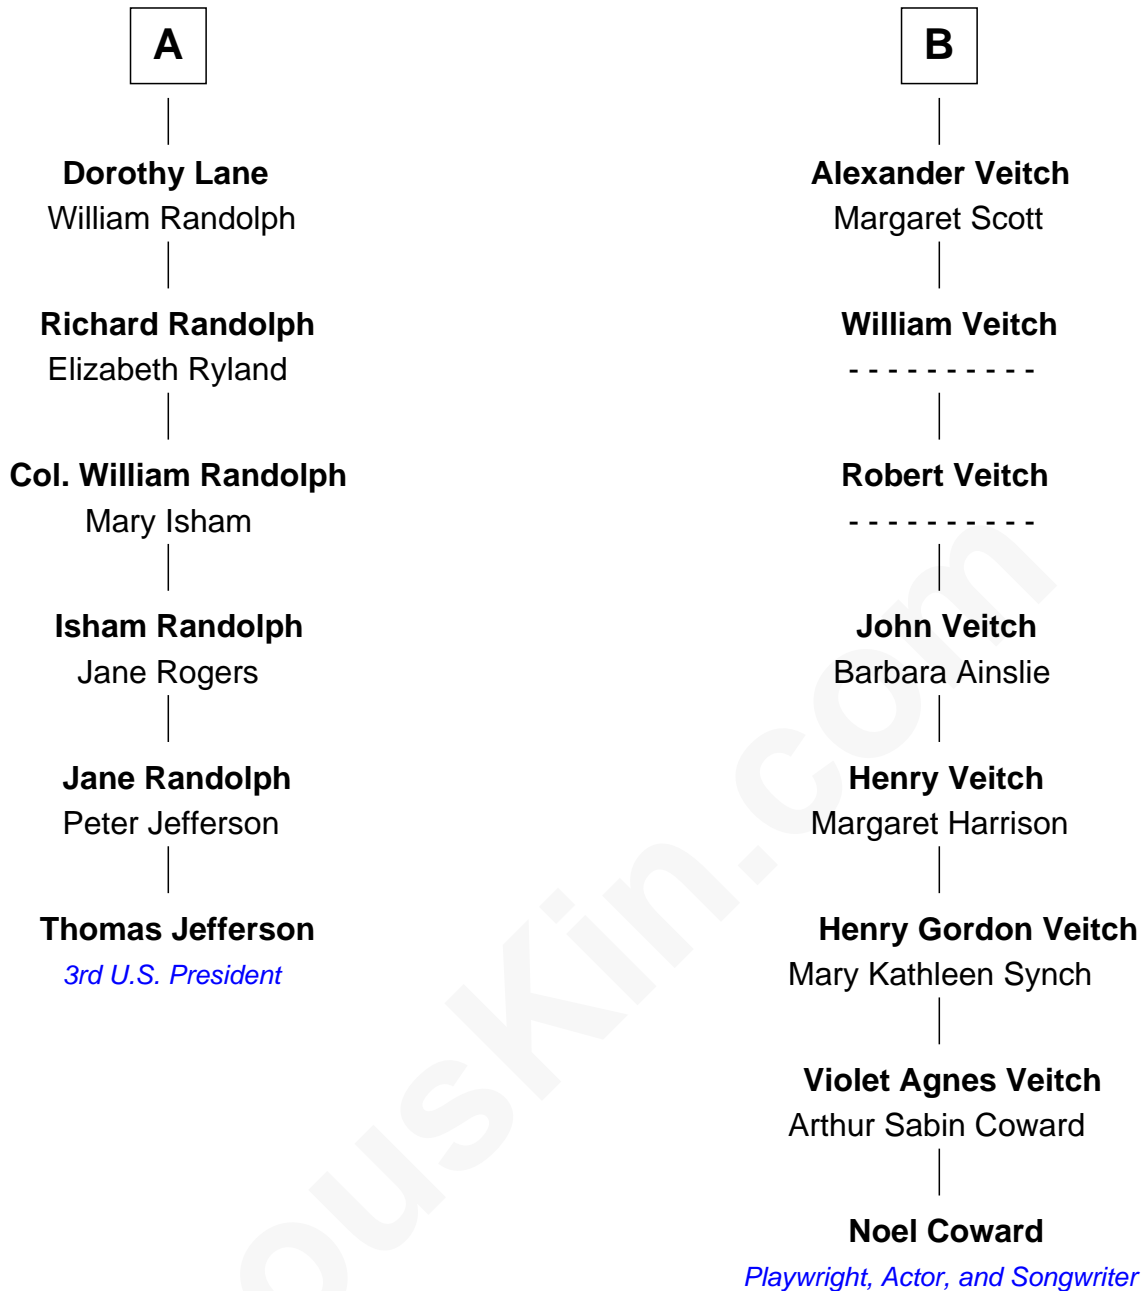 A
Dorothy Lane
William Randolph
Richard Randolph
Elizabeth Ryland
Col. William Randolph
Mary Isham
Isham Randolph
Jane Rogers
Jane Randolph
Peter Jefferson
Thomas Jefferson
3rd U.S. President
B
Alexander Veitch
Margaret Scott
William Veitch
- - - - - - - - - -
Robert Veitch
- - - - - - - - - -
John Veitch
Barbara Ainslie
Henry Veitch
Margaret Harrison
Henry Gordon Veitch
Mary Kathleen Synch
Violet Agnes Veitch
Arthur Sabin Coward
Noel Coward
Playwright, Actor, and Songwriter
ousKin.com